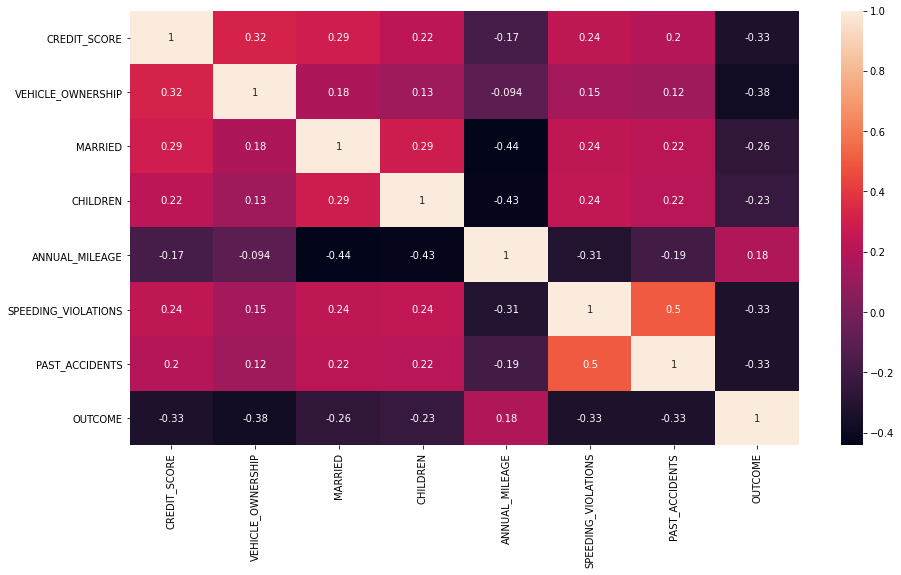 CREDIT_SCORE 1 0.32 0.29 0.22 -0.17 0.24 0.2 -0.33
VEHICLE_OWNERSHIP 0.32 1 0.18 0.13 -0.094 0.15 0.12 -0.38
MARRIED 0.29 0.18 1 0.29 -0.44 0.24 0.22 -0.26
CHILDREN 0.22 0.13 0.29 1 -0.43 0.24 0.22 -0.23
ANNUAL_MILEAGE -0.17 -0.094 -0.44 -0.43 1 -0.31 -0.19 0.18
SPEEDING_VIOLATIONS 0.24 0.15 0.24 0.24 -0.31 1 0.5 -0.33
PAST_ACCIDENTS 0.2 0.12 0.22 0.22 -0.19 0.5 1 -0.33
OUTCOME -0.33 -0.38 -0.26 -0.23 0.18 -0.33 -0.33 1
CREDIT_SCORE
VEHICLE_OWNERSHIP
MARRIED
CHILDREN
ANNUAL_MILEAGE
SPEEDING_VIOLATIONS
PAST_ACCIDENTS
OUTCOME
1.0
0.8
0.6
0.4
0.2
0.0
−0.2
−0.4